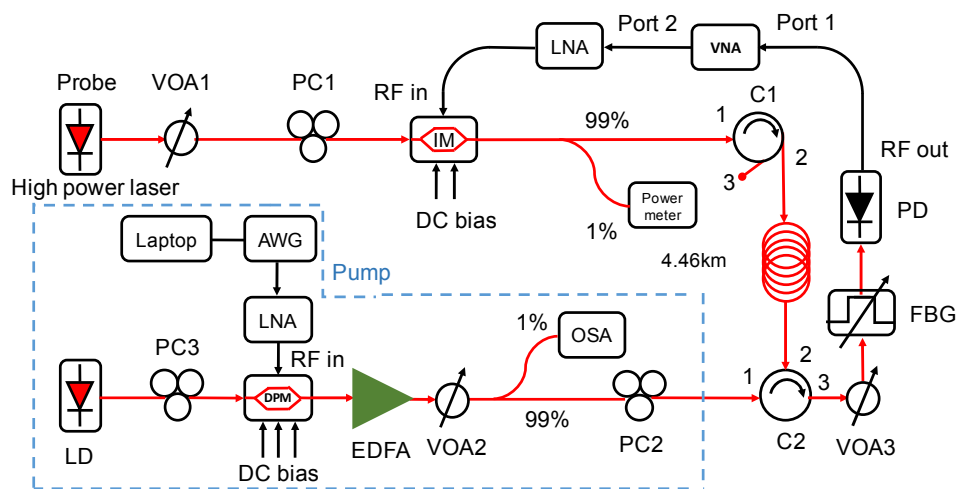 Port 2
Port 1
LNA
VNA
Probe
VOA1
PC1
RF in
C1
1
99%
IM
2
RF out
3
High power laser
DC bias
Power
meter
1%
PD
Laptop
AWG
Pump
4.46km
LNA
1%
OSA
FBG
PC3
RF in
2
1
3
DPM
99%
LD
DC bias
EDFA
VOA2
PC2
C2
VOA3